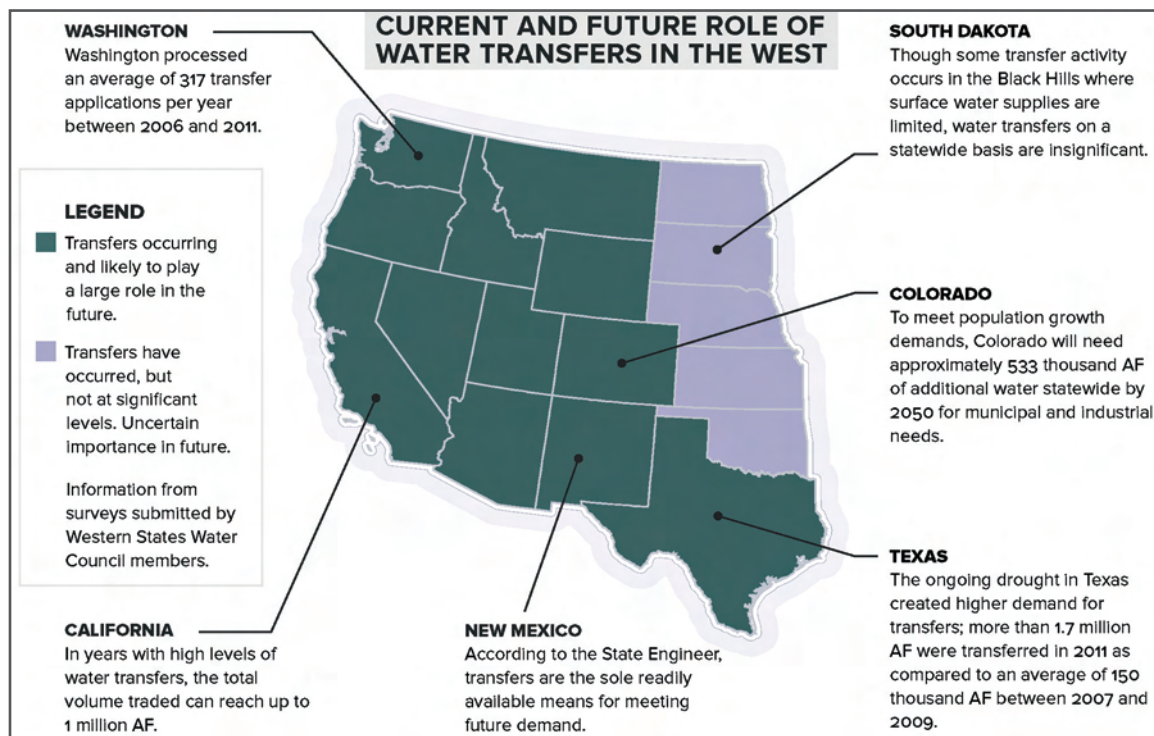 CURRENT AND FUTURE ROLE OF
WATER TRANSFERS IN THE WEST
WASHINGTON
Washington processed
an average of 317 transfer
applications per year
between 2006 and 2011.
LEGEND
Transfers occurring
and likely to play
a large role in the
future.
Transfers have
occurred, but
not at significant
levels. Uncertain
importance in future.
Information from
surveys submitted by
Western States Water
Council members.
CALIFORNIA
In years with high levels of
water transfers, the total
volume traded can reach up to
1 million AF.
NEW MEXICO
According to the State Engineer,
transfers are the sole readily
available means for meeting
future demand.
SOUTH DAKOTA
Though some transfer activity
occurs in the Black Hills where
surface water supplies are
limited, water transfers on a
statewide basis are insignificant.
COLORADO
To meet population growth
demands, Colorado will need
approximately 533 thousand AF
of additional water statewide by
2050 for municipal and industrial
needs.
TEXAS
The ongoing drought in Texas
created higher demand for
transfers; more than 1.7 million
AF were transferred in 2011 as
compared to an average of 150
thousand AF between 2007 and
2009.